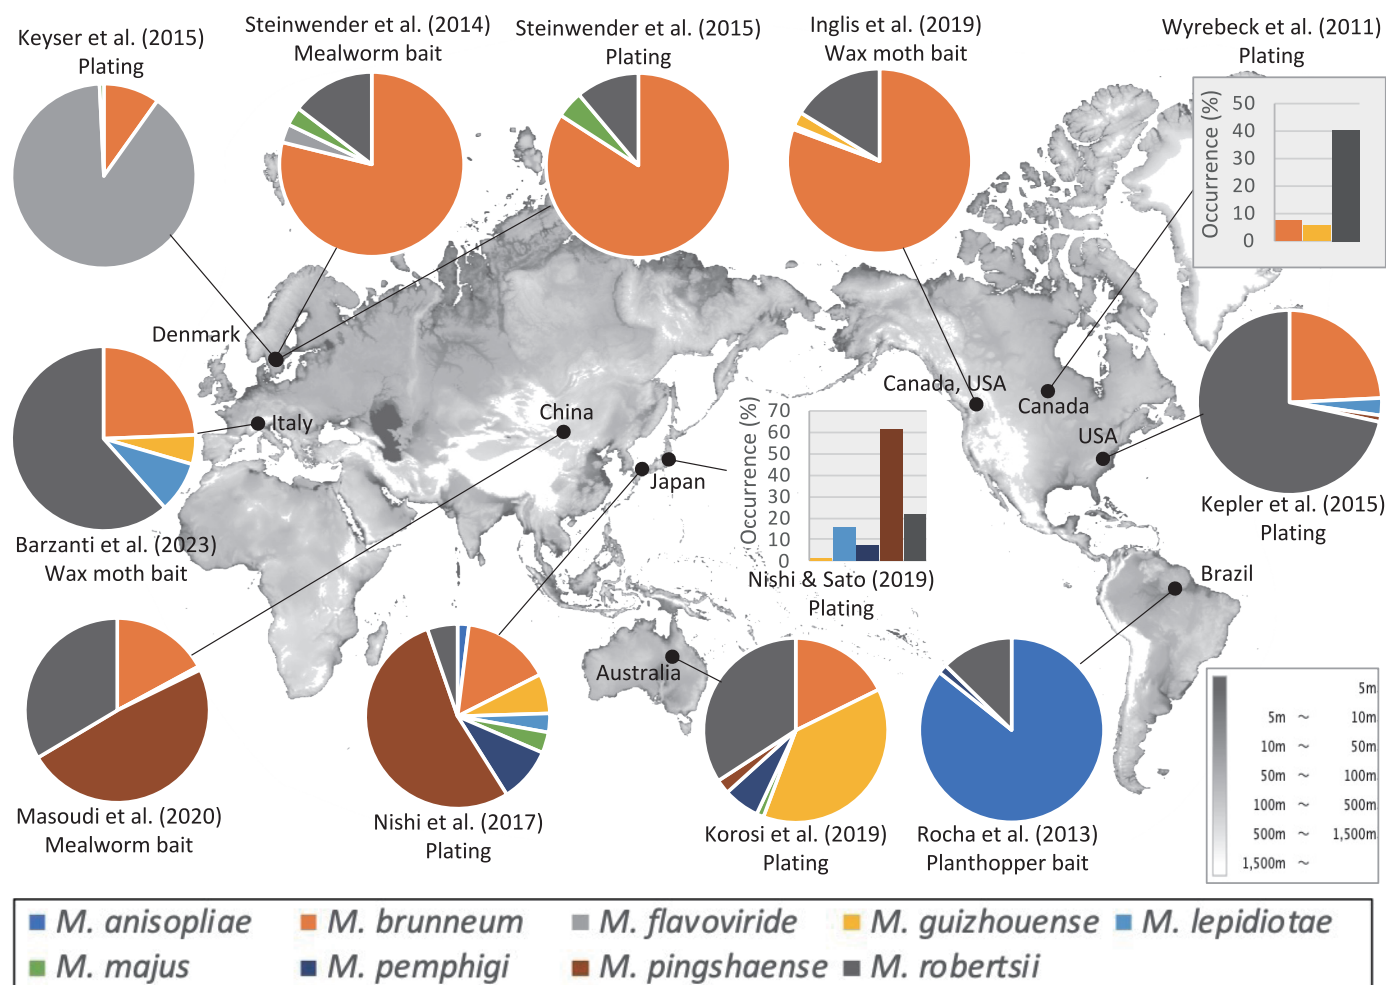 Keyser et al. (2015)
Plating
Steinwender et al. (2014)
Mealworm bait
Steinwender et al. (2015)
Plating
Inglis et al. (2019)
Wax moth bait
Wyrebeck et al. (2011)
Plating
Occurrence (%)
50
40
30
20
10
0
Denmark
Italy
China
Japan
Canada, USA
Canada
USA
Brazil
Australia
Occurrence (%)
70
60
50
40
30
20
10
0
Nishi & Sato (2019)
Plating
Kepler et al. (2015)
Plating
Barzanti et al. (2023)
Wax moth bait
Masoudi et al. (2020)
Mealworm bait
Nishi et al. (2017)
Plating
Korosi et al. (2019)
Plating
Rocha et al. (2013)
Planthopper bait
5m
5m ～ 10m
10m ～ 50m
50m ～ 100m
100m ～ 500m
500m ～ 1,500m
1,500m ～
M. anisopliae M. brunneum M. flavoviride M. guizhouense M. lepidiotae
M. majus M. pemphigi M. pingshaense M. robertsii